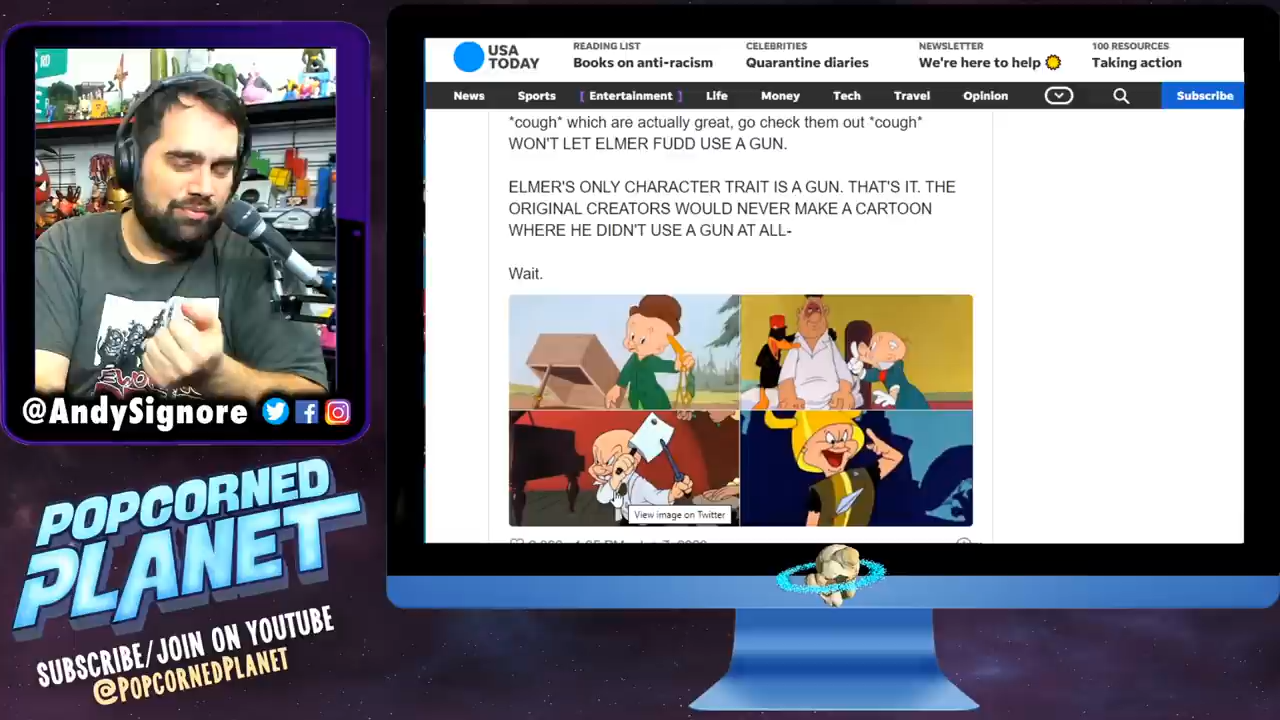 USA
TODAY
READING LIST
Books on anti-racism
CELEBRITIES
Quarantine diaries
NEWSLETTER
We're here to help
100 RESOURCES
Taking action
News Sports [ Entertainment ] Life Money Tech Travel Opinion Subscribe
*cough* which are actually great, go check them out *cough*
WON'T LET ELMER FUDD USE A GUN.
ELMER'S ONLY CHARACTER TRAIT IS A GUN. THAT'S IT. THE
ORIGINAL CREATORS WOULD NEVER MAKE A CARTOON
WHERE HE DIDN'T USE A GUN AT ALL-
Wait.
View image on Twitter
@AndySignore
POPCORNED
PLANET
SUBSCRIBE/JOIN ON YOUTUBE
@POPCORNEDPLANET